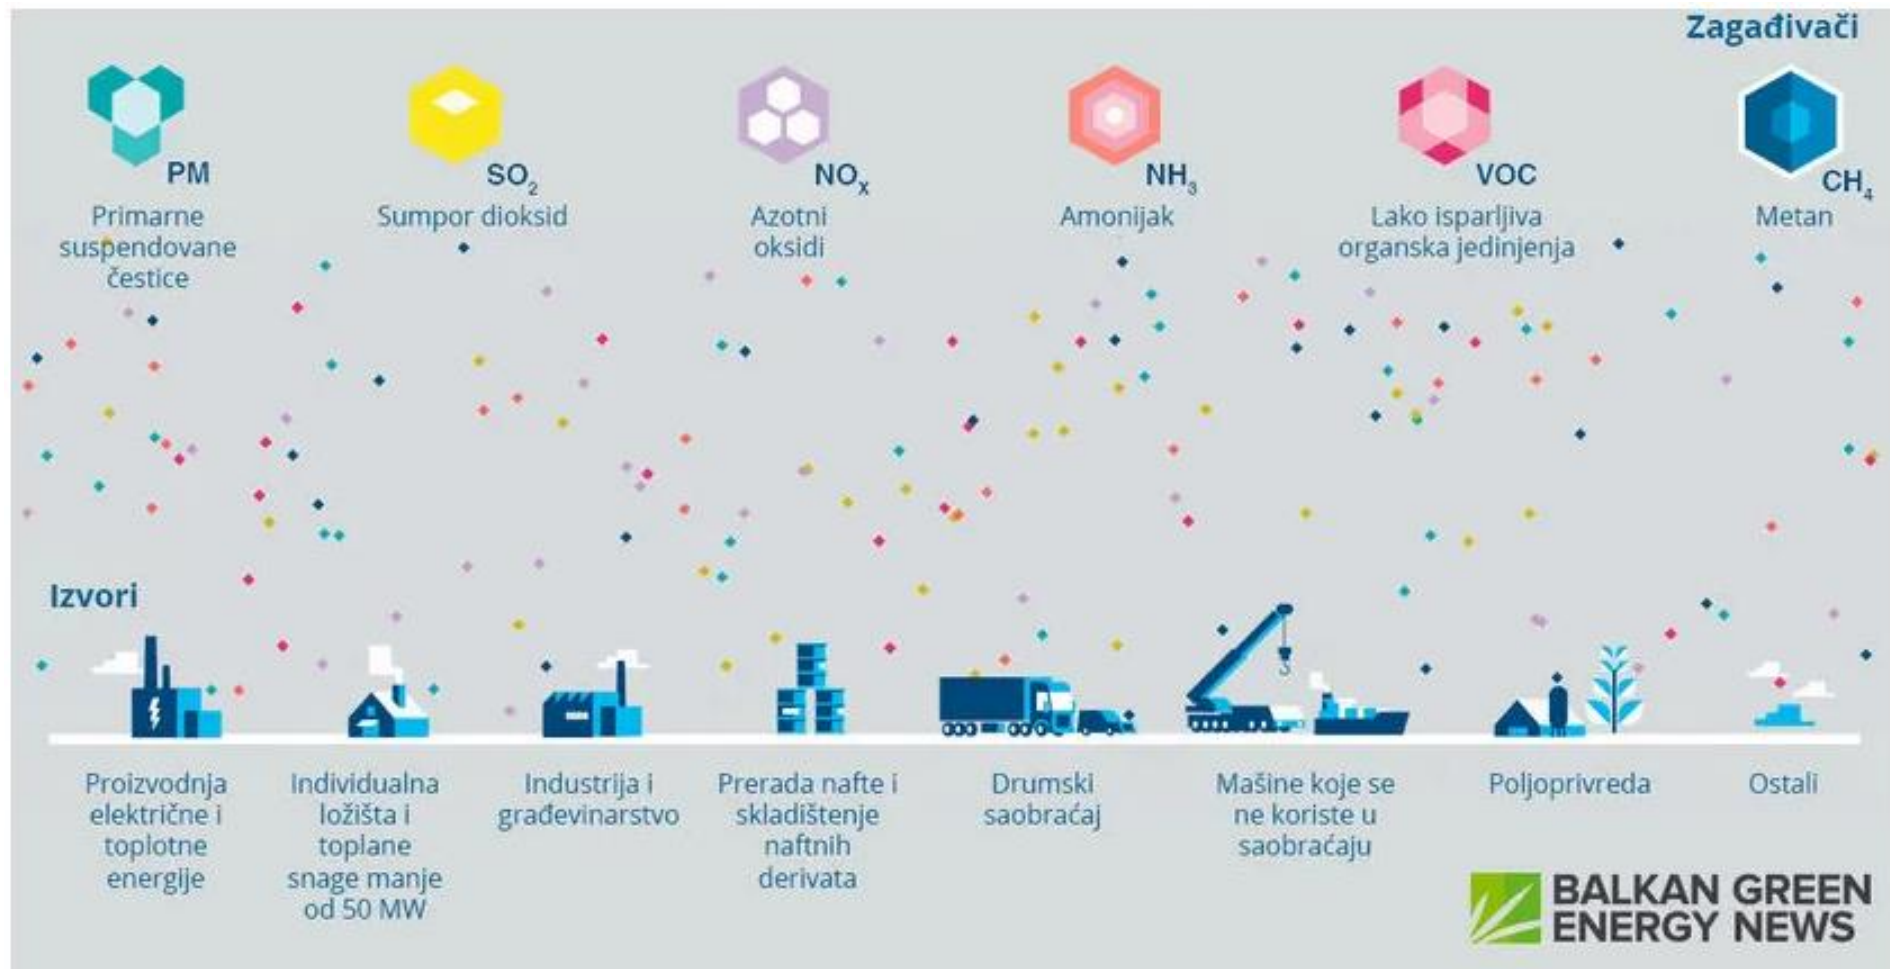 Zagađivači
PM
Primarne
suspendovane
čestice
SO₂
Sumpor dioksid
NOₓ
Azotni
oksidi
NH₃
Amonijak
VOC
Lako isparljiva
organska jedinjenja
CH₄
Metan
Izvori
Proizvodnja
električne i
toplotne
energije
Individualna
ložišta i
toplane
snage manje
od 50 MW
Industrija i
građevinarstvo
Prerada nafte i
skladištenje
naftnih
derivata
Drumski
saobraćaj
Mašine koje se
ne koriste u
saobraćaju
Poljoprivreda
Ostali
BALKAN GREEN
ENERGY NEWS